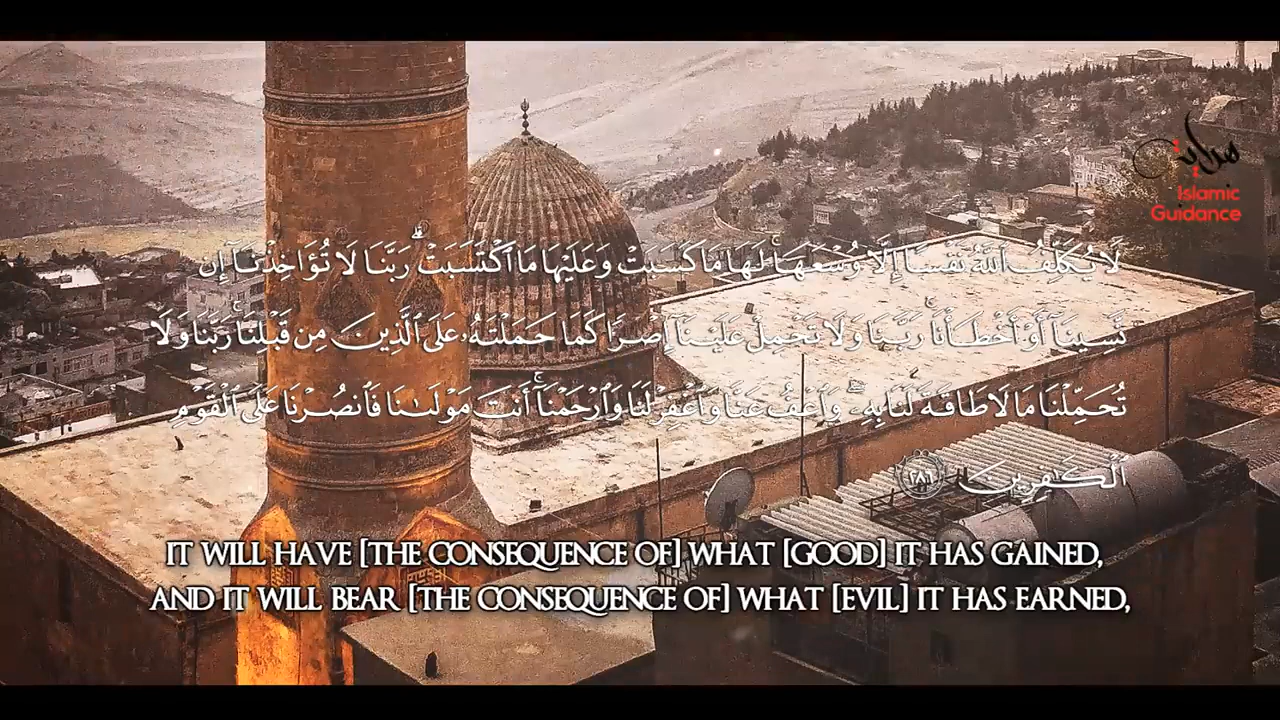 هداية
Islamic
Guidance
لَا يُكَلِّفُ ٱللَّهُ نَفْسًا إِلَّا وُسْعَهَا ۚ لَهَا مَا كَسَبَتْ وَعَلَيْهَا مَا ٱكْتَسَبَتْ ۗ رَبَّنَا لَا تُؤَاخِذْنَآ إِن
نَّسِينَآ أَوْ أَخْطَأْنَا ۚ رَبَّنَا وَلَا تَحْمِلْ عَلَيْنَآ إِصْرًا كَمَا حَمَلْتَهُۥ عَلَى ٱلَّذِينَ مِن قَبْلِنَا ۚ رَبَّنَا وَلَا
تُحَمِّلْنَا مَا لَا طَاقَةَ لَنَا بِهِۦ ۖ وَٱعْفُ عَنَّا وَٱغْفِرْ لَنَا وَٱرْحَمْنَآ ۚ أَنتَ مَوْلَىٰنَا فَٱنصُرْنَا عَلَى ٱلْقَوْمِ
ٱلْكَٰفِرِينَ ٢٨٦
IT WILL HAVE [THE CONSEQUENCE OF] WHAT [GOOD] IT HAS GAINED,
AND IT WILL BEAR [THE CONSEQUENCE OF] WHAT [EVIL] IT HAS EARNED,